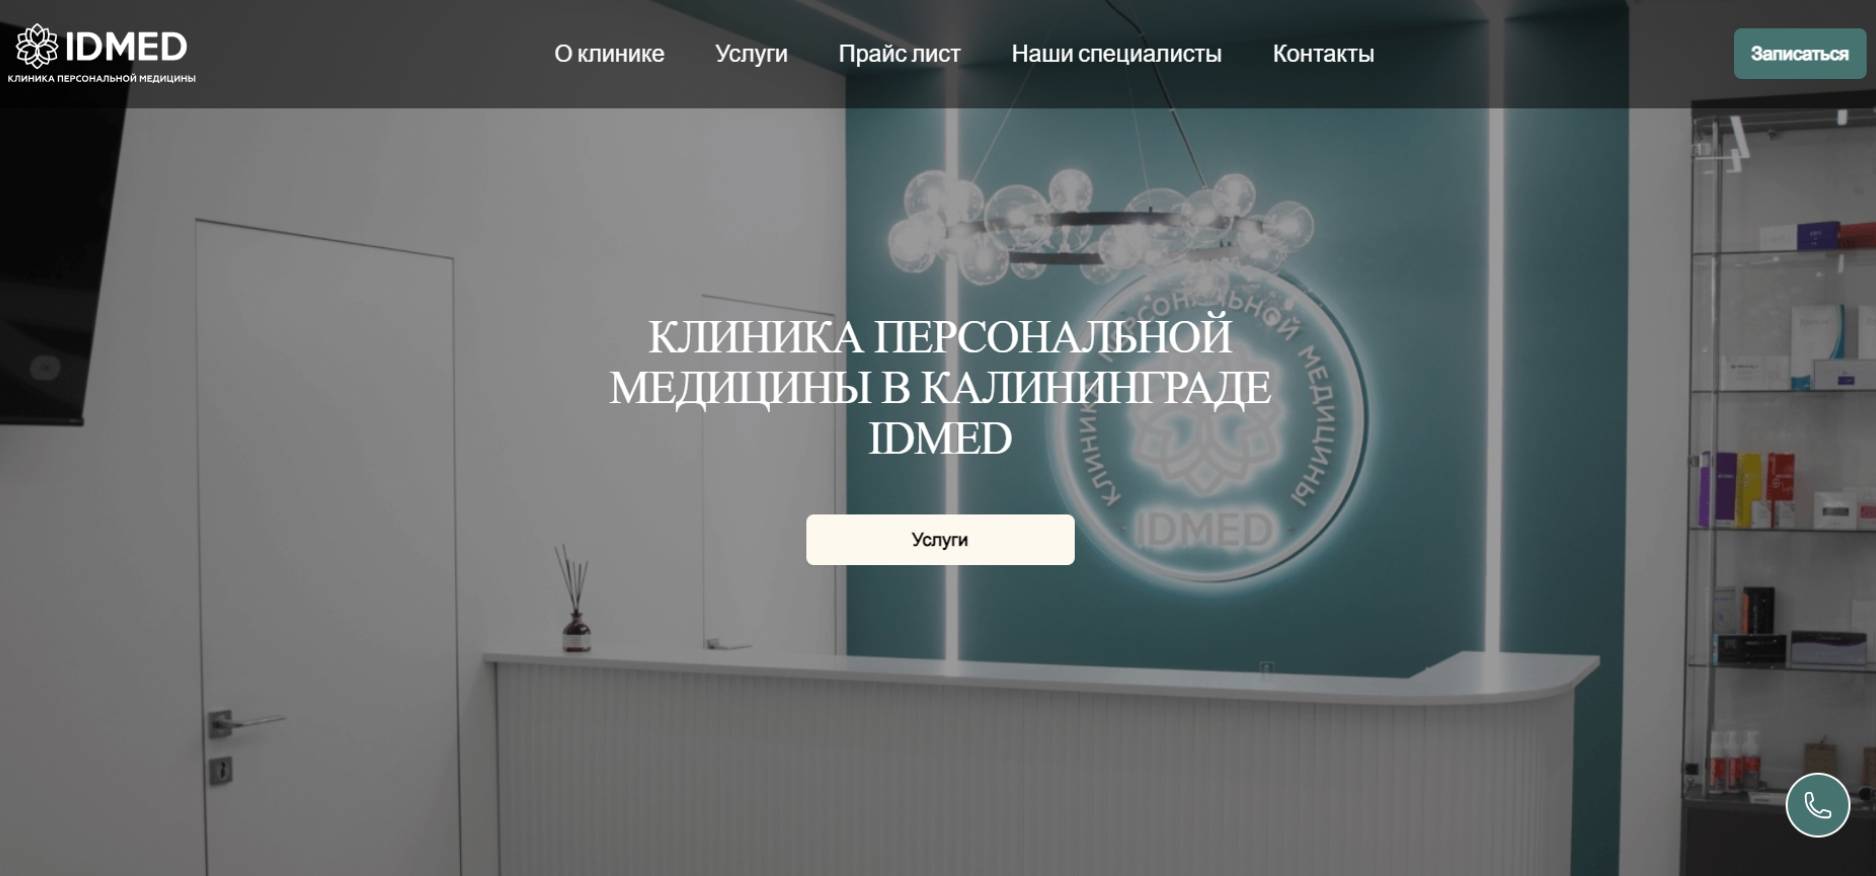 IDMED
КЛИНИКА ПЕРСОНАЛЬНОЙ МЕДИЦИНЫ
О клинике
Услуги
Прайс лист
Наши специалисты
Контакты
Записаться
КЛИНИКА ПЕРСОНАЛЬНОЙ
МЕДИЦИНЫ В КАЛИНИНГРАДЕ
IDMED
КЛИНИКА ПЕРСОНАЛЬНОЙ МЕДИЦИНЫ
IDMED
Услуги